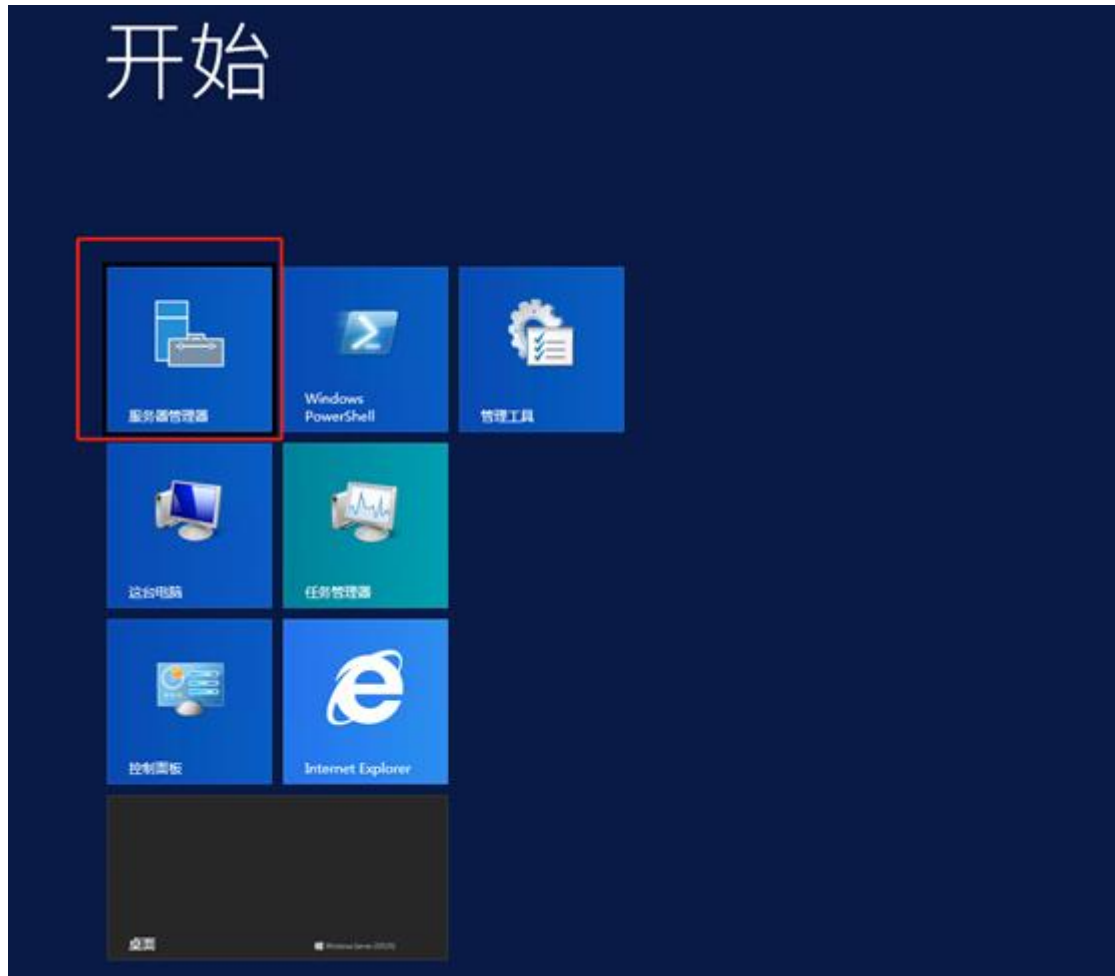 开始
服务器管理器
Windows
PowerShell
管理工具
这台电脑
任务管理器
控制面板
Internet Explorer
桌面